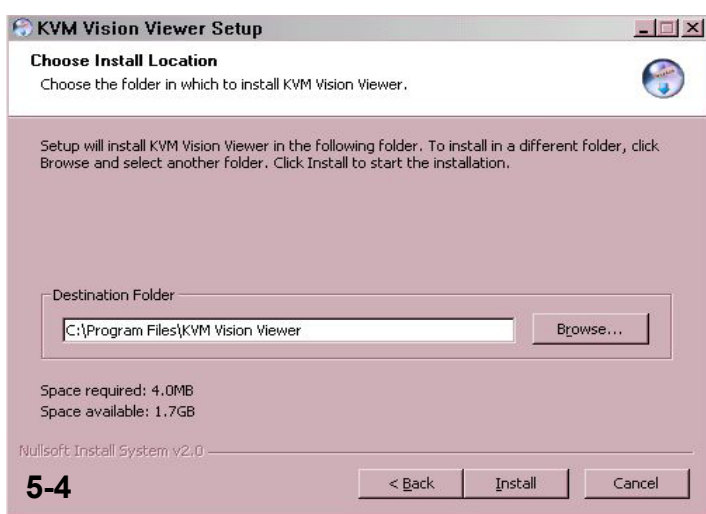 KVM Vision Viewer Setup
Choose Install Location
Choose the folder in which to install KVM Vision Viewer.
Setup will install KVM Vision Viewer in the following folder. To install in a different folder, click
Browse and select another folder. Click Install to start the installation.
Destination Folder
C:\Program Files\KVM Vision Viewer
Browse...
Space required: 4.0MB
Space available: 1.7GB
Nullsoft Install System v2.0
5-4
< Back
Install
Cancel